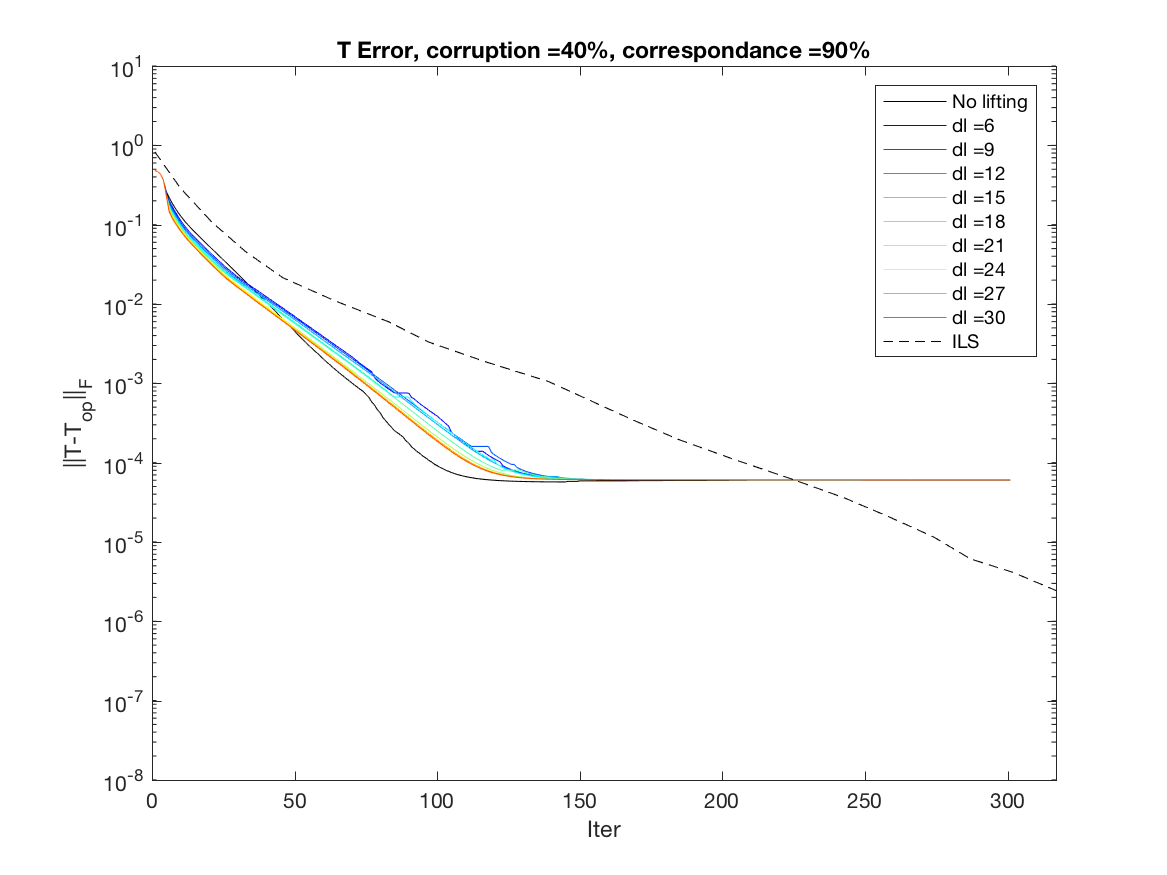 T Error, corruption =40%, correspondance =90%
10^1
10^0
10^-1
10^-2
10^-3
10^-4
10^-5
10^-6
10^-7
10^-8
||T-T_op||_F
0 50 100 150 200 250 300
Iter
No lifting
dl =6
dl =9
dl =12
dl =15
dl =18
dl =21
dl =24
dl =27
dl =30
ILS